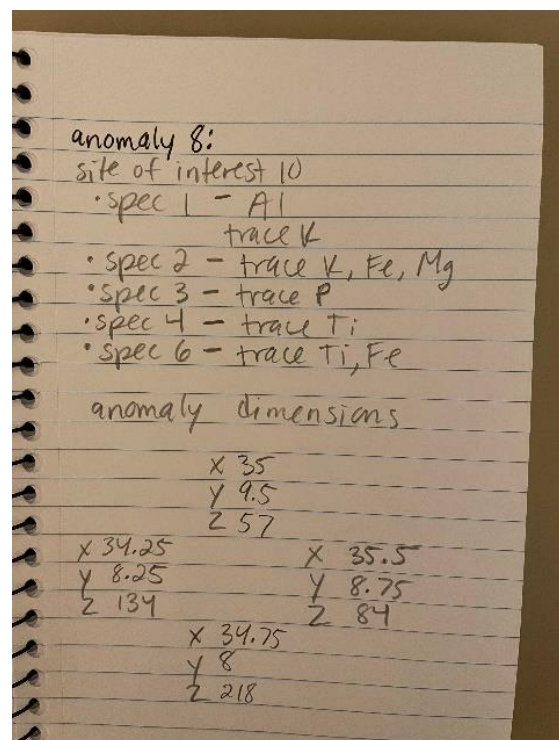 anomaly 8:
site of interest 10
• spec 1 – Al
trace K
• spec 2 – trace K, Fe, Mg
• spec 3 – trace P
• spec 4 – trace Ti
• spec 6 – trace Ti, Fe
anomaly dimensions
X 35
Y 9.5
Z 57
X 34.25
Y 8.25
Z 134
X 35.5
Y 8.75
Z 84
X 34.75
Y 8
Z 218